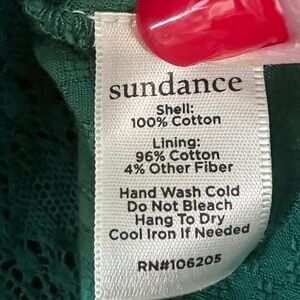 sundance
Shell:
100% Cotton
Lining:
96% Cotton
4% Other Fiber
Hand Wash Cold
Do Not Bleach
Hang To Dry
Cool Iron If Needed
RN#106205